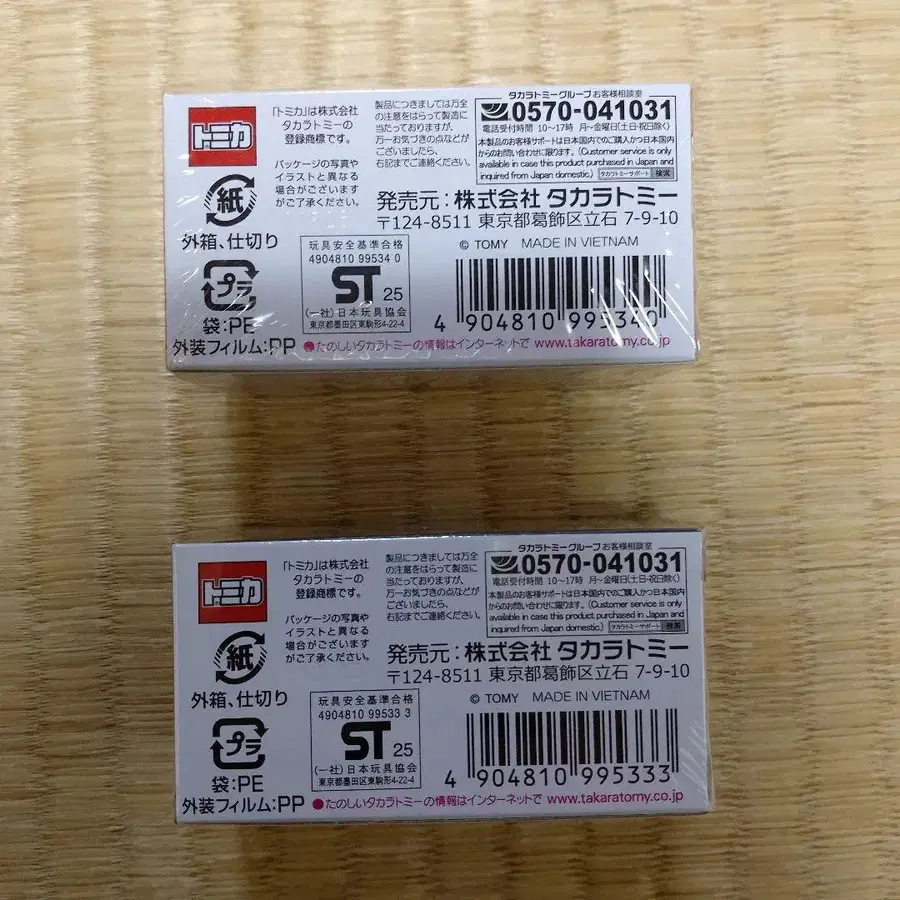 トミカ
「トミカ」は株式会社
タカラトミーの
登録商標です。
パッケージの写真や
イラストと異なる
場合がございます
がご了承ください。
製品につきましては万全
の注意をはらって製造に
当たっておりますが、
万一お気づきの点などが
ございましたら、
右記までご連絡ください。
タカラトミーグループお客様相談室
0570-041031
電話受付時間 10〜17時 月〜金曜日(土・日・祝日除く)
本製品のお客様サポートは日本国内でのご購入かつ日本国内
からのお問い合わせに限ります。(Customer service is only
available in case this product purchased in Japan and
inquired from Japan domestic.) タカラトミーサポート 検索
発売元:株式会社 タカラトミー
〒124-8511 東京都葛飾区立石 7-9-10
© TOMY MADE IN VIETNAM
紙
外箱、仕切り
プラ
袋:PE
外装フィルム:PP
玩具安全基準合格
4904810 99534 0
ST 25
(一社)日本玩具協会
東京都墨田区東駒形4-22-4
4 904810 995340
●たのしいタカラトミーの情報はインターネットで www.takaratomy.co.jp
トミカ
「トミカ」は株式会社
タカラトミーの
登録商標です。
パッケージの写真や
イラストと異なる
場合がございます
がご了承ください。
製品につきましては万全
の注意をはらって製造に
当たっておりますが、
万一お気づきの点などが
ございましたら、
右記までご連絡ください。
タカラトミーグループお客様相談室
0570-041031
電話受付時間 10〜17時 月〜金曜日(土・日・祝日除く)
本製品のお客様サポートは日本国内でのご購入かつ日本国内
からのお問い合わせに限ります。(Customer service is only
available in case this product purchased in Japan and
inquired from Japan domestic.) タカラトミーサポート 検索
発売元:株式会社 タカラトミー
〒124-8511 東京都葛飾区立石 7-9-10
© TOMY MADE IN VIETNAM
紙
外箱、仕切り
プラ
袋:PE
外装フィルム:PP
玩具安全基準合格
4904810 99533 3
ST 25
(一社)日本玩具協会
東京都墨田区東駒形4-22-4
4 904810 995333
●たのしいタカラトミーの情報はインターネットで www.takaratomy.co.jp